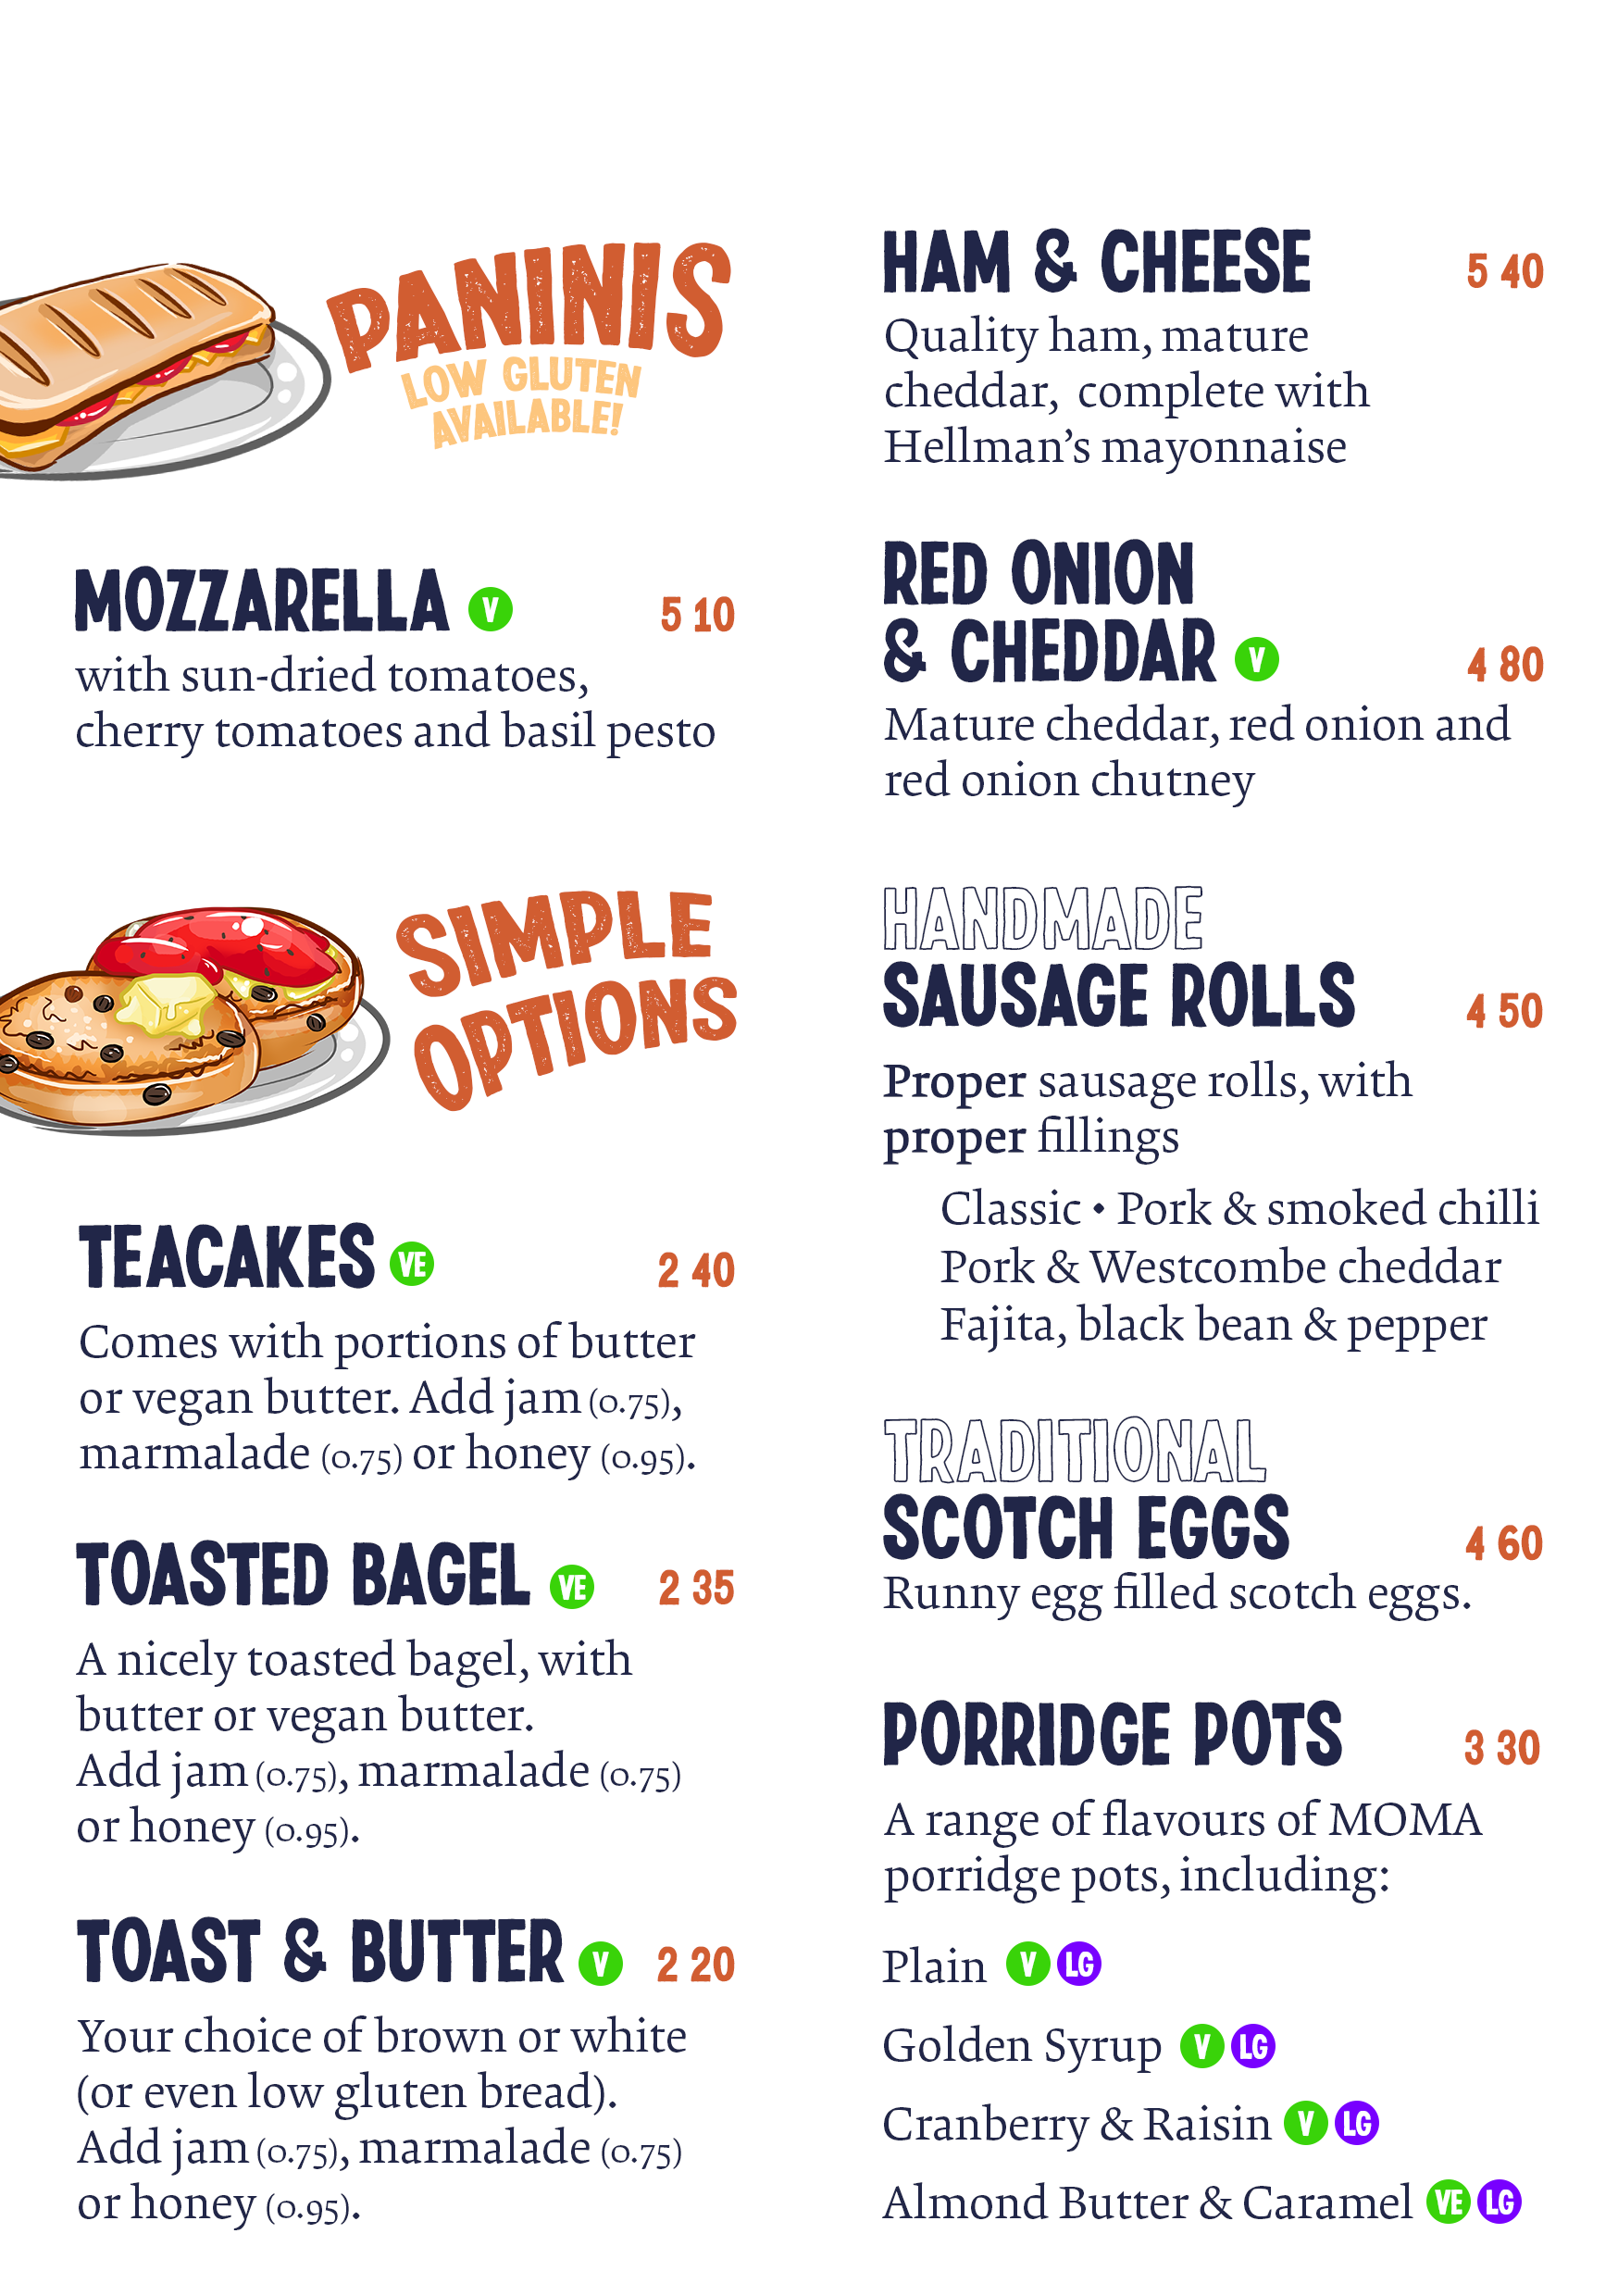 PANINIS
LOW GLUTEN
AVAILABLE!
MOZZARELLA V 5 10
with sun-dried tomatoes,
cherry tomatoes and basil pesto
SIMPLE
OPTIONS
TEACAKES VE 2 40
Comes with portions of butter
or vegan butter. Add jam (0.75),
marmalade (0.75) or honey (0.95).
TOASTED BAGEL VE 2 35
A nicely toasted bagel, with
butter or vegan butter.
Add jam (0.75), marmalade (0.75)
or honey (0.95).
TOAST & BUTTER V 2 20
Your choice of brown or white
(or even low gluten bread).
Add jam (0.75), marmalade (0.75)
or honey (0.95).
HAM & CHEESE 5 40
Quality ham, mature
cheddar, complete with
Hellman’s mayonnaise
RED ONION
& CHEDDAR V 4 80
Mature cheddar, red onion and
red onion chutney
HANDMADE
SAUSAGE ROLLS 4 50
Proper sausage rolls, with
proper fillings
Classic • Pork & smoked chilli
Pork & Westcombe cheddar
Fajita, black bean & pepper
TRADITIONAL
SCOTCH EGGS 4 60
Runny egg filled scotch eggs.
PORRIDGE POTS 3 30
A range of flavours of MOMA
porridge pots, including:
Plain V LG
Golden Syrup V LG
Cranberry & Raisin V LG
Almond Butter & Caramel VE LG